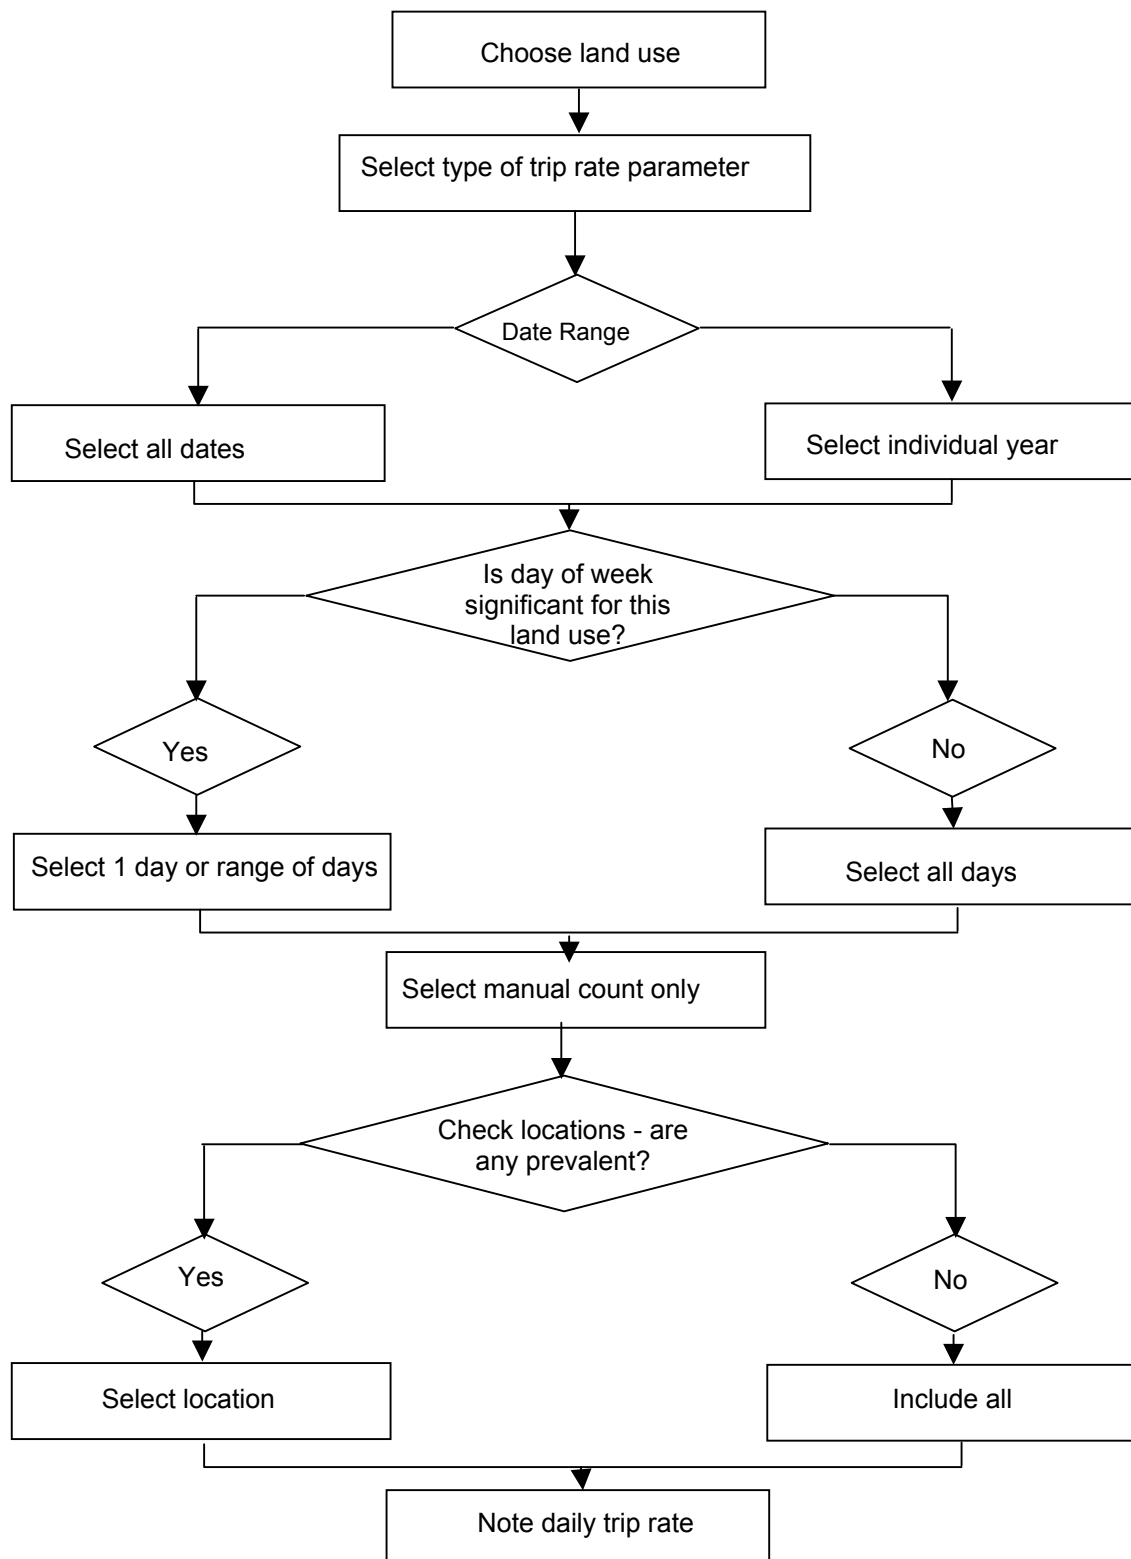 Choose land use
Select type of trip rate parameter
Date Range
Select all dates
Select individual year
Is day of week
significant for this
land use?
Yes
No
Select 1 day or range of days
Select all days
Select manual count only
Check locations - are
any prevalent?
Yes
No
Select location
Include all
Note daily trip rate